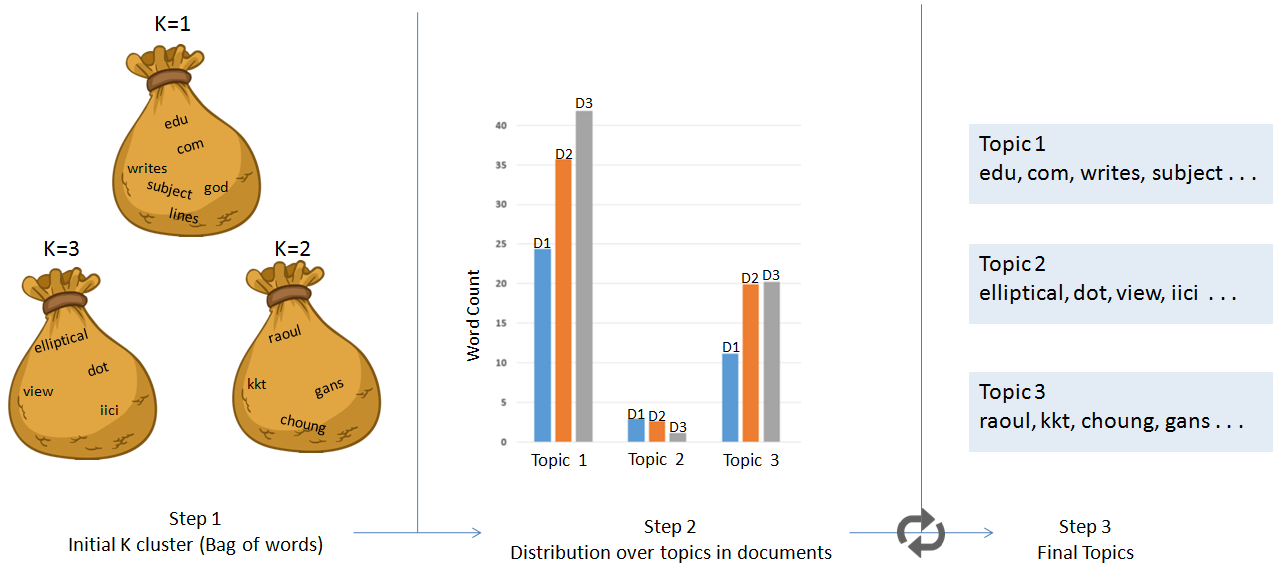 K=1
edu
com
writes
subject
god
lines
K=3
elliptical
dot
view
iici
K=2
raoul
kkt
gans
choung
Step 1
Initial K cluster (Bag of words)
Word Count
40
35
30
25
20
15
10
5
0
D1
D2
D3
D1
D2
D3
D1
D2
D3
Topic 1
Topic 2
Topic 3
Step 2
Distribution over topics in documents
Topic 1
edu, com, writes, subject . . .
Topic 2
elliptical, dot, view, iici . . .
Topic 3
raoul, kkt, choung, gans . . .
Step 3
Final Topics